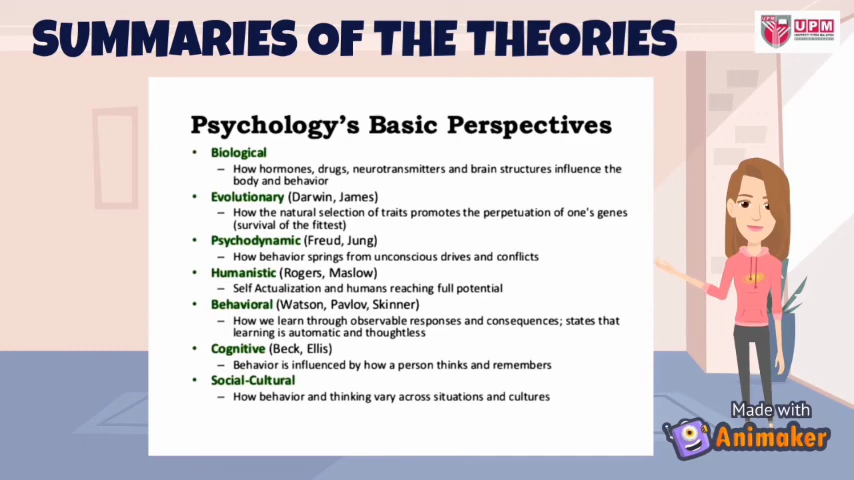 SUMMARIES OF THE THEORIES
UPM
Psychology's Basic Perspectives
• Biological
– How hormones, drugs, neurotransmitters and brain structures influence the
body and behavior
• Evolutionary (Darwin, James)
– How the natural selection of traits promotes the perpetuation of one's genes
(survival of the fittest)
• Psychodynamic (Freud, Jung)
– How behavior springs from unconscious drives and conflicts
• Humanistic (Rogers, Maslow)
– Self Actualization and humans reaching full potential
• Behavioral (Watson, Pavlov, Skinner)
– How we learn through observable responses and consequences; states that
learning is automatic and thoughtless
• Cognitive (Beck, Ellis)
– Behavior is influenced by how a person thinks and remembers
• Social-Cultural
– How behavior and thinking vary across situations and cultures
Made with
Animaker